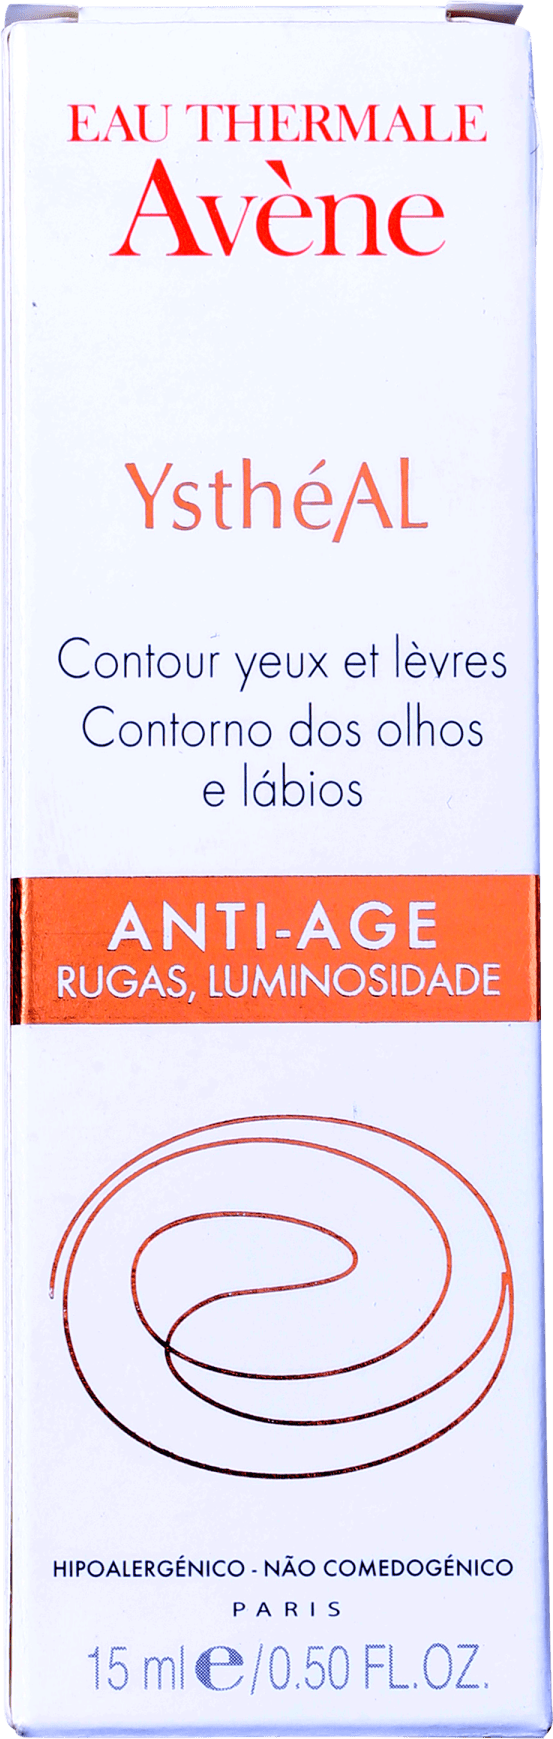 EAU THERMALE
Avène
YsthéAL
Contour yeux et lèvres
Contorno dos olhos
e lábios
ANTI-AGE
RUGAS, LUMINOSIDADE
HIPOALERGÉNICO - NÃO COMEDOGÉNICO
PARIS
15 ml e/0.50 FL.OZ.